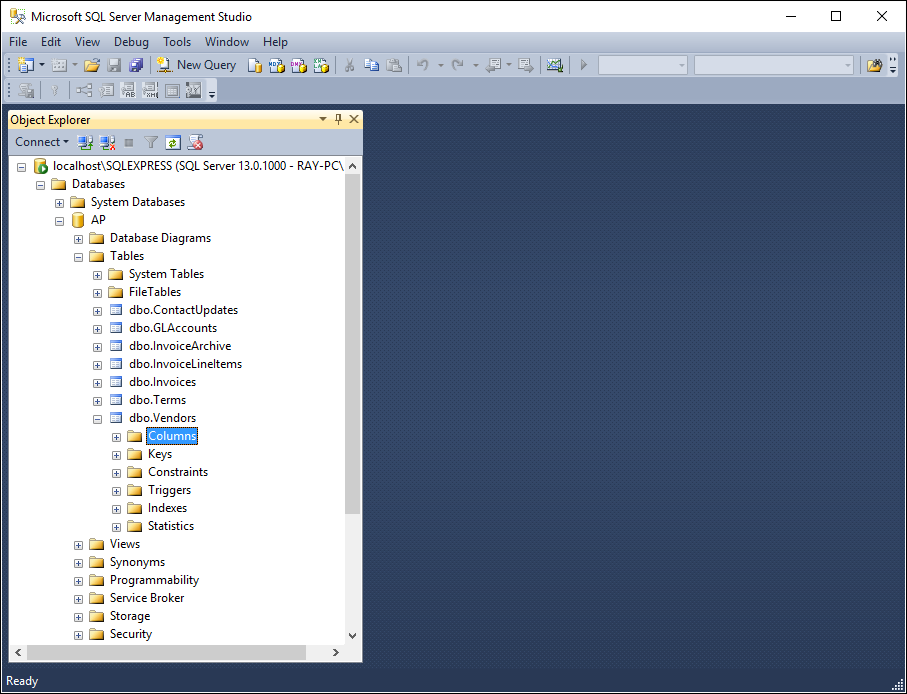 Microsoft SQL Server Management Studio
File Edit View Debug Tools Window Help
New Query
Object Explorer
Connect
localhost\SQLEXPRESS (SQL Server 13.0.1000 - RAY-PC\
Databases
System Databases
AP
Database Diagrams
Tables
System Tables
FileTables
dbo.ContactUpdates
dbo.GLAccounts
dbo.InvoiceArchive
dbo.InvoiceLineItems
dbo.Invoices
dbo.Terms
dbo.Vendors
Columns
Keys
Constraints
Triggers
Indexes
Statistics
Views
Synonyms
Programmability
Service Broker
Storage
Security
Ready